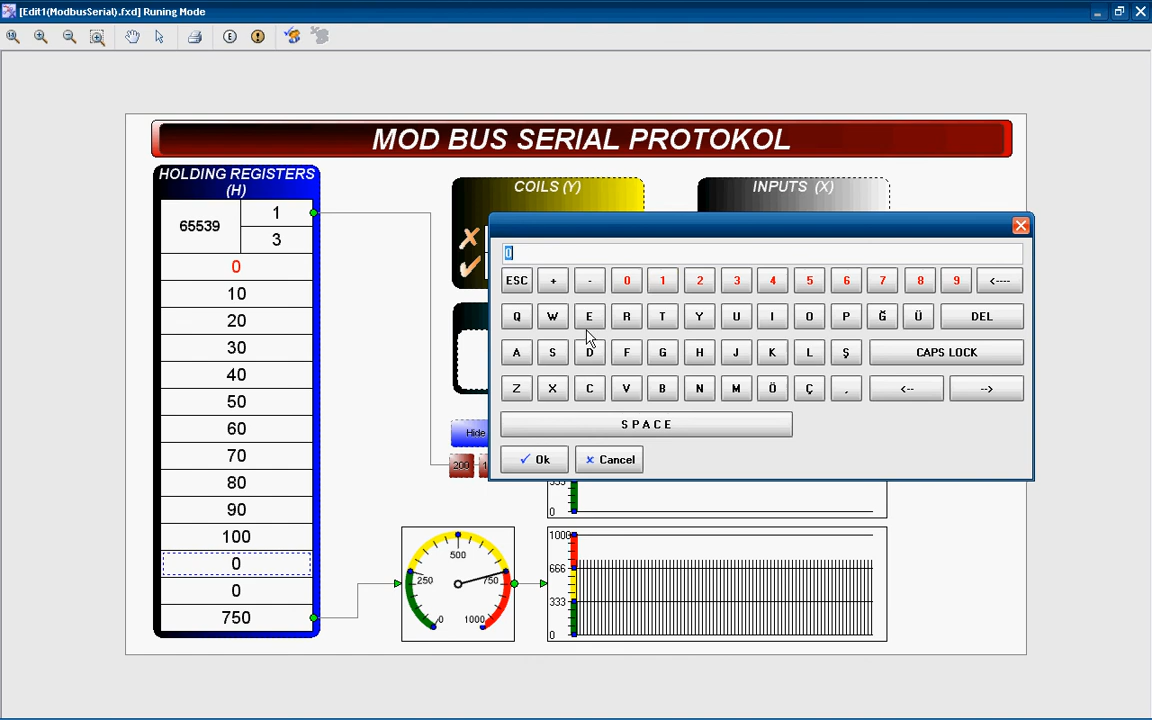 [Edit1(ModbusSerial).fxd] Runing Mode
MOD BUS SERIAL PROTOKOL
HOLDING REGISTERS
(H)
65539
1
3
0
10
20
30
40
50
60
70
80
90
100
0
0
750
COILS (Y)
INPUTS (X)
0
ESC + - 0 1 2 3 4 5 6 7 8 9 <----
Q W E R T Y U I O P Ğ Ü DEL
A S D F G H J K L Ş CAPS LOCK
Z X C V B N M Ö Ç , <-- -->
SPACE
Ok Cancel
Hide
200 1
333
0
0 250 500 750 1000
1000
666
333
0